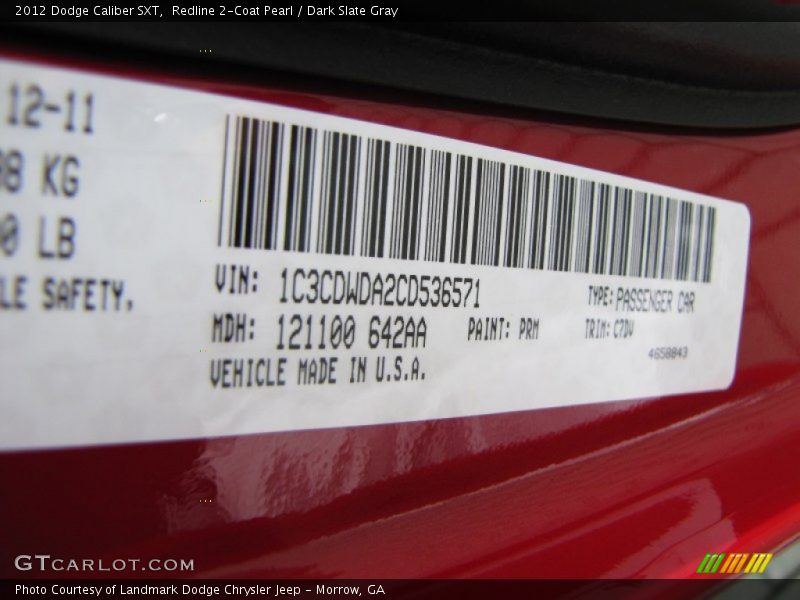 2012 Dodge Caliber SXT,  Redline 2-Coat Pearl / Dark Slate Gray
12-11
KG
LB
LE SAFETY.
VIN: 1C3CDWDA2CD536571
TYPE: PASSENGER CAR
MDH: 121100 642AA
PAINT: PRM
TRIM: C7DV
4658843
VEHICLE MADE IN U.S.A.
GTCARLOT.COM
Photo Courtesy of Landmark Dodge Chrysler Jeep - Morrow, GA